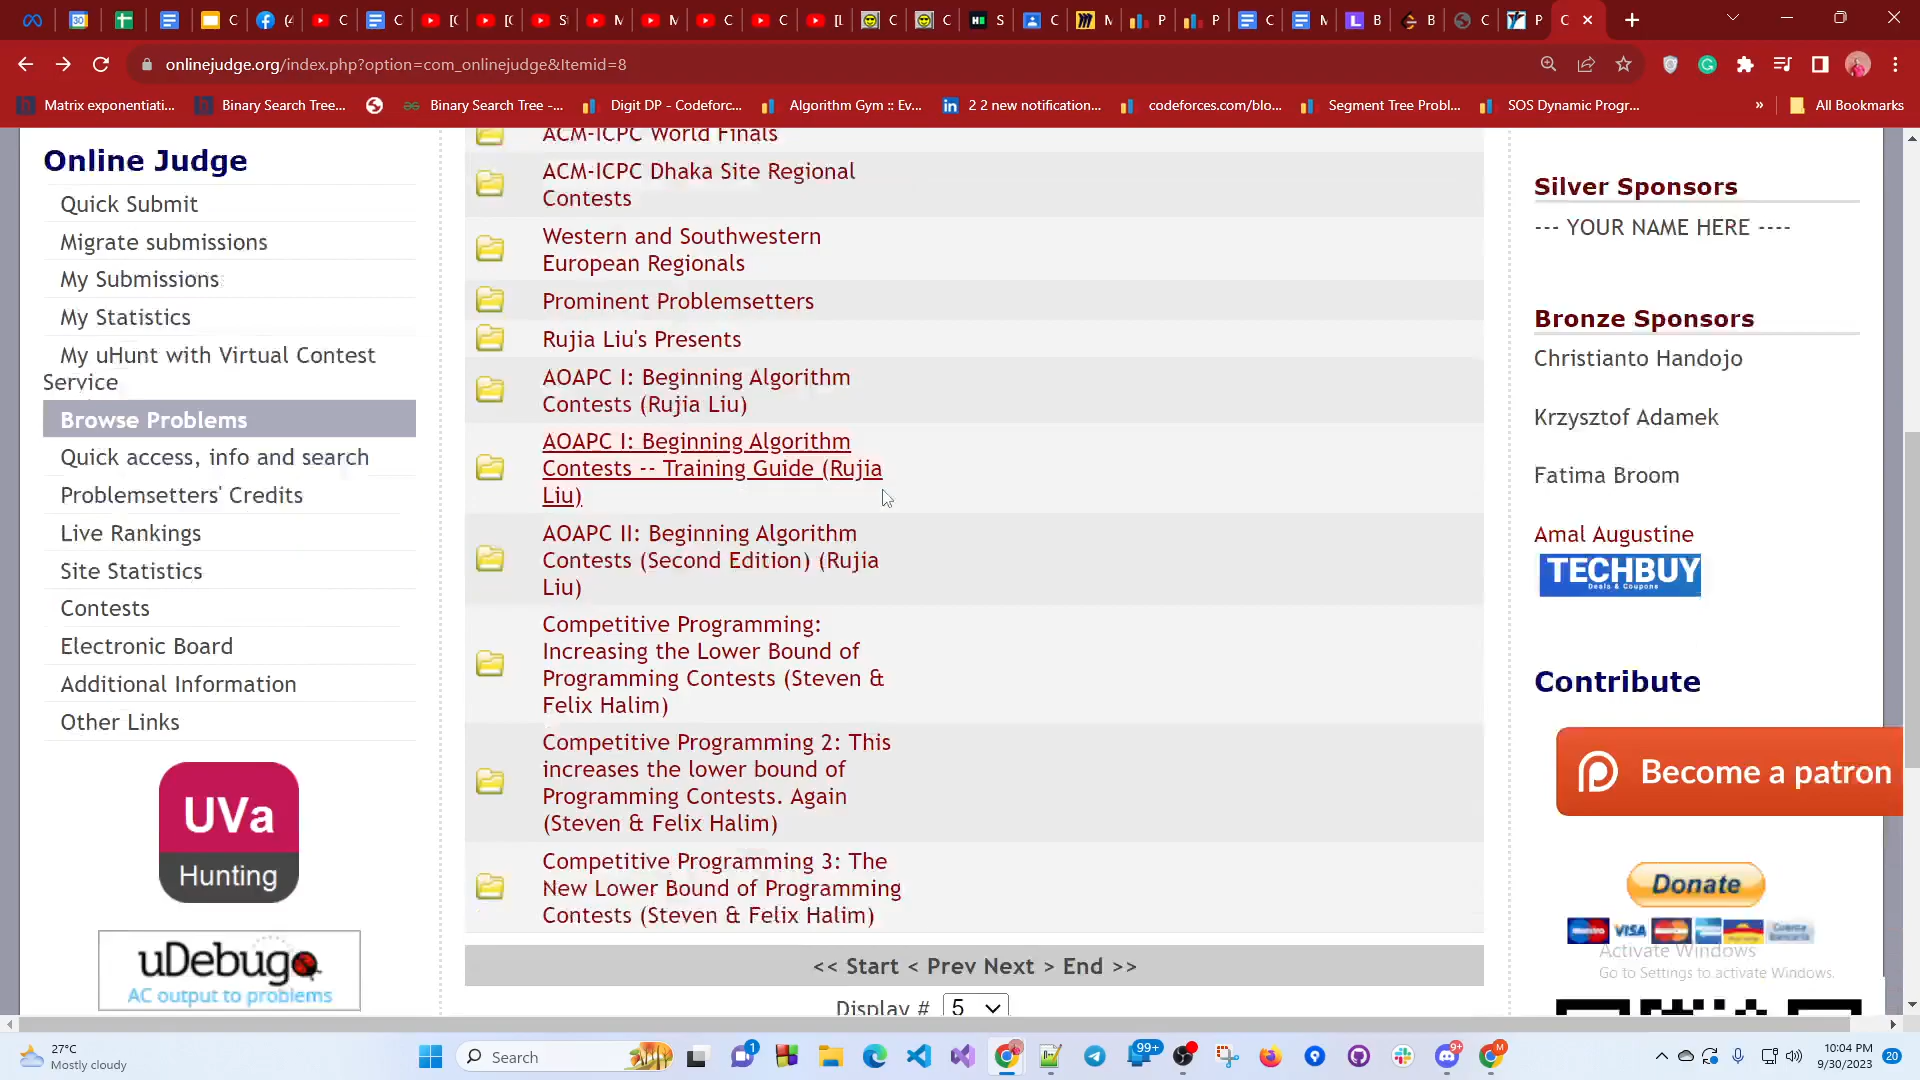 onlinejudge.org/index.php?option=com_onlinejudge&Itemid=8
Matrix exponentiati...
Binary Search Tree...
Binary Search Tree -...
Digit DP - Codeforc...
Algorithm Gym :: Ev...
2 2 new notification...
codeforces.com/blo...
Segment Tree Probl...
SOS Dynamic Progr...
»
All Bookmarks
Online Judge
Quick Submit
Migrate submissions
My Submissions
My Statistics
My uHunt with Virtual Contest
Service
Browse Problems
Quick access, info and search
Problemsetters' Credits
Live Rankings
Site Statistics
Contests
Electronic Board
Additional Information
Other Links
UVa
Hunting
uDebug
AC output to problems
ACM-ICPC World Finals
ACM-ICPC Dhaka Site Regional
Contests
Western and Southwestern
European Regionals
Prominent Problemsetters
Rujia Liu's Presents
AOAPC I: Beginning Algorithm
Contests (Rujia Liu)
AOAPC I: Beginning Algorithm
Contests -- Training Guide (Rujia
Liu)
AOAPC II: Beginning Algorithm
Contests (Second Edition) (Rujia
Liu)
Competitive Programming:
Increasing the Lower Bound of
Programming Contests (Steven &
Felix Halim)
Competitive Programming 2: This
increases the lower bound of
Programming Contests. Again
(Steven & Felix Halim)
Competitive Programming 3: The
New Lower Bound of Programming
Contests (Steven & Felix Halim)
<< Start < Prev Next > End >>
Display # 5
Silver Sponsors
--- YOUR NAME HERE ----
Bronze Sponsors
Christianto Handojo
Krzysztof Adamek
Fatima Broom
Amal Augustine
TECHBUY
Deals & Coupons
Contribute
Become a patron
Donate
VISA
Activate Windows
Go to Settings to activate Windows.
27°C
Mostly cloudy
Search
1
99+
9+
10:04 PM
9/30/2023
20